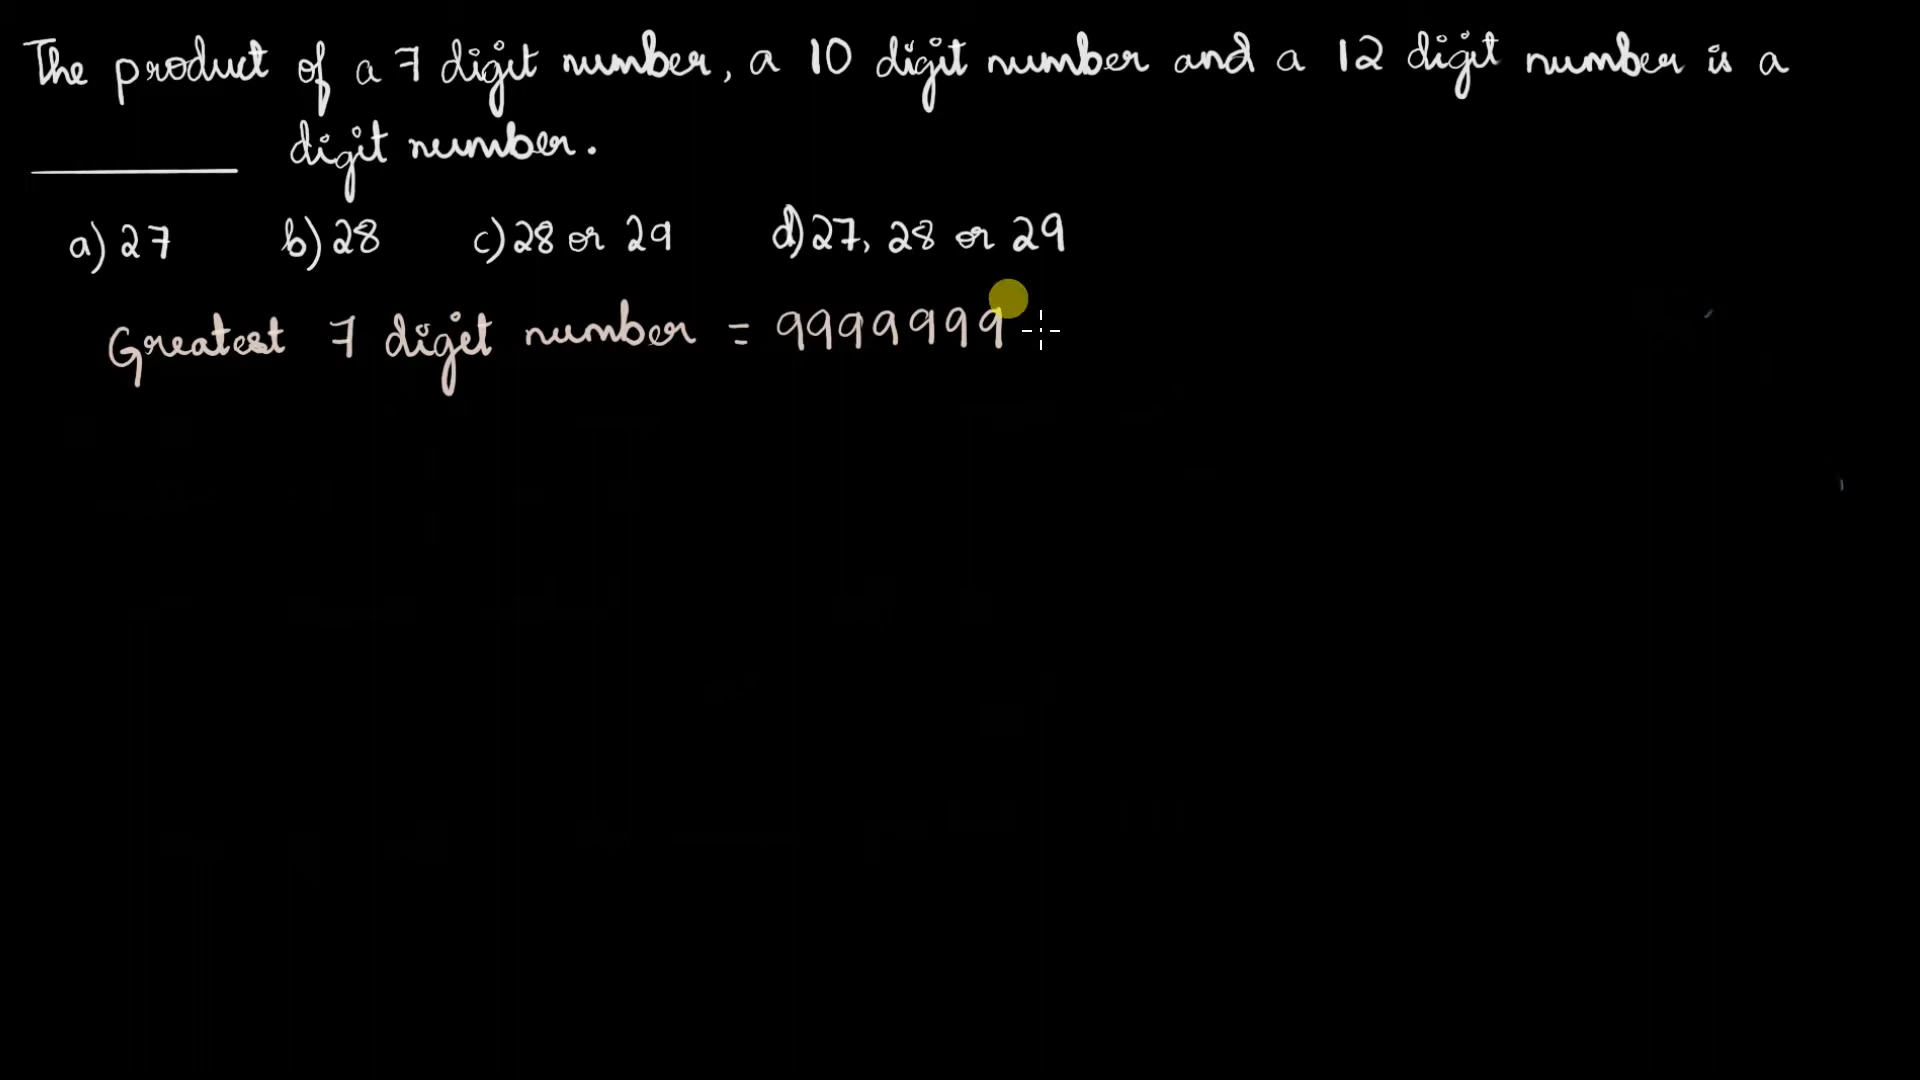 The product of a 7 digit number, a 10 digit number and a 12 digit number is a
________ digit number.
a) 27 b) 28 c) 28 or 29 d) 27, 28 or 29
Greatest 7 digit number = 9999999